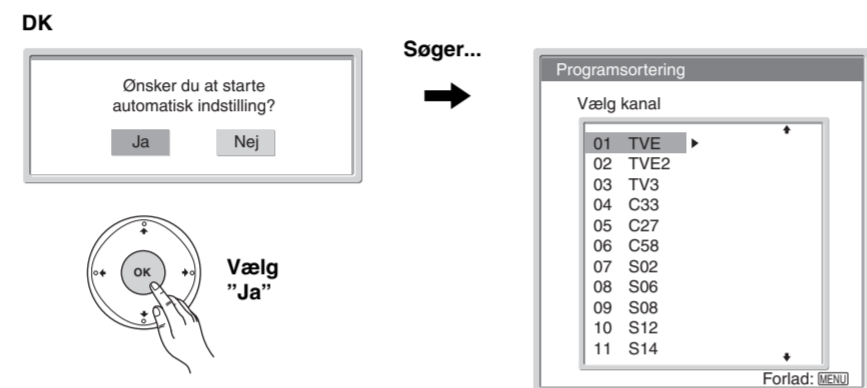 DK
Ønsker du at starte
automatisk indstilling?
Ja Nej
OK
Vælg
”Ja”
Søger...
Programsortering
Vælg kanal
01 TVE
02 TVE2
03 TV3
04 C33
05 C27
06 C58
07 S02
08 S06
09 S08
10 S12
11 S14
Forlad: MENU